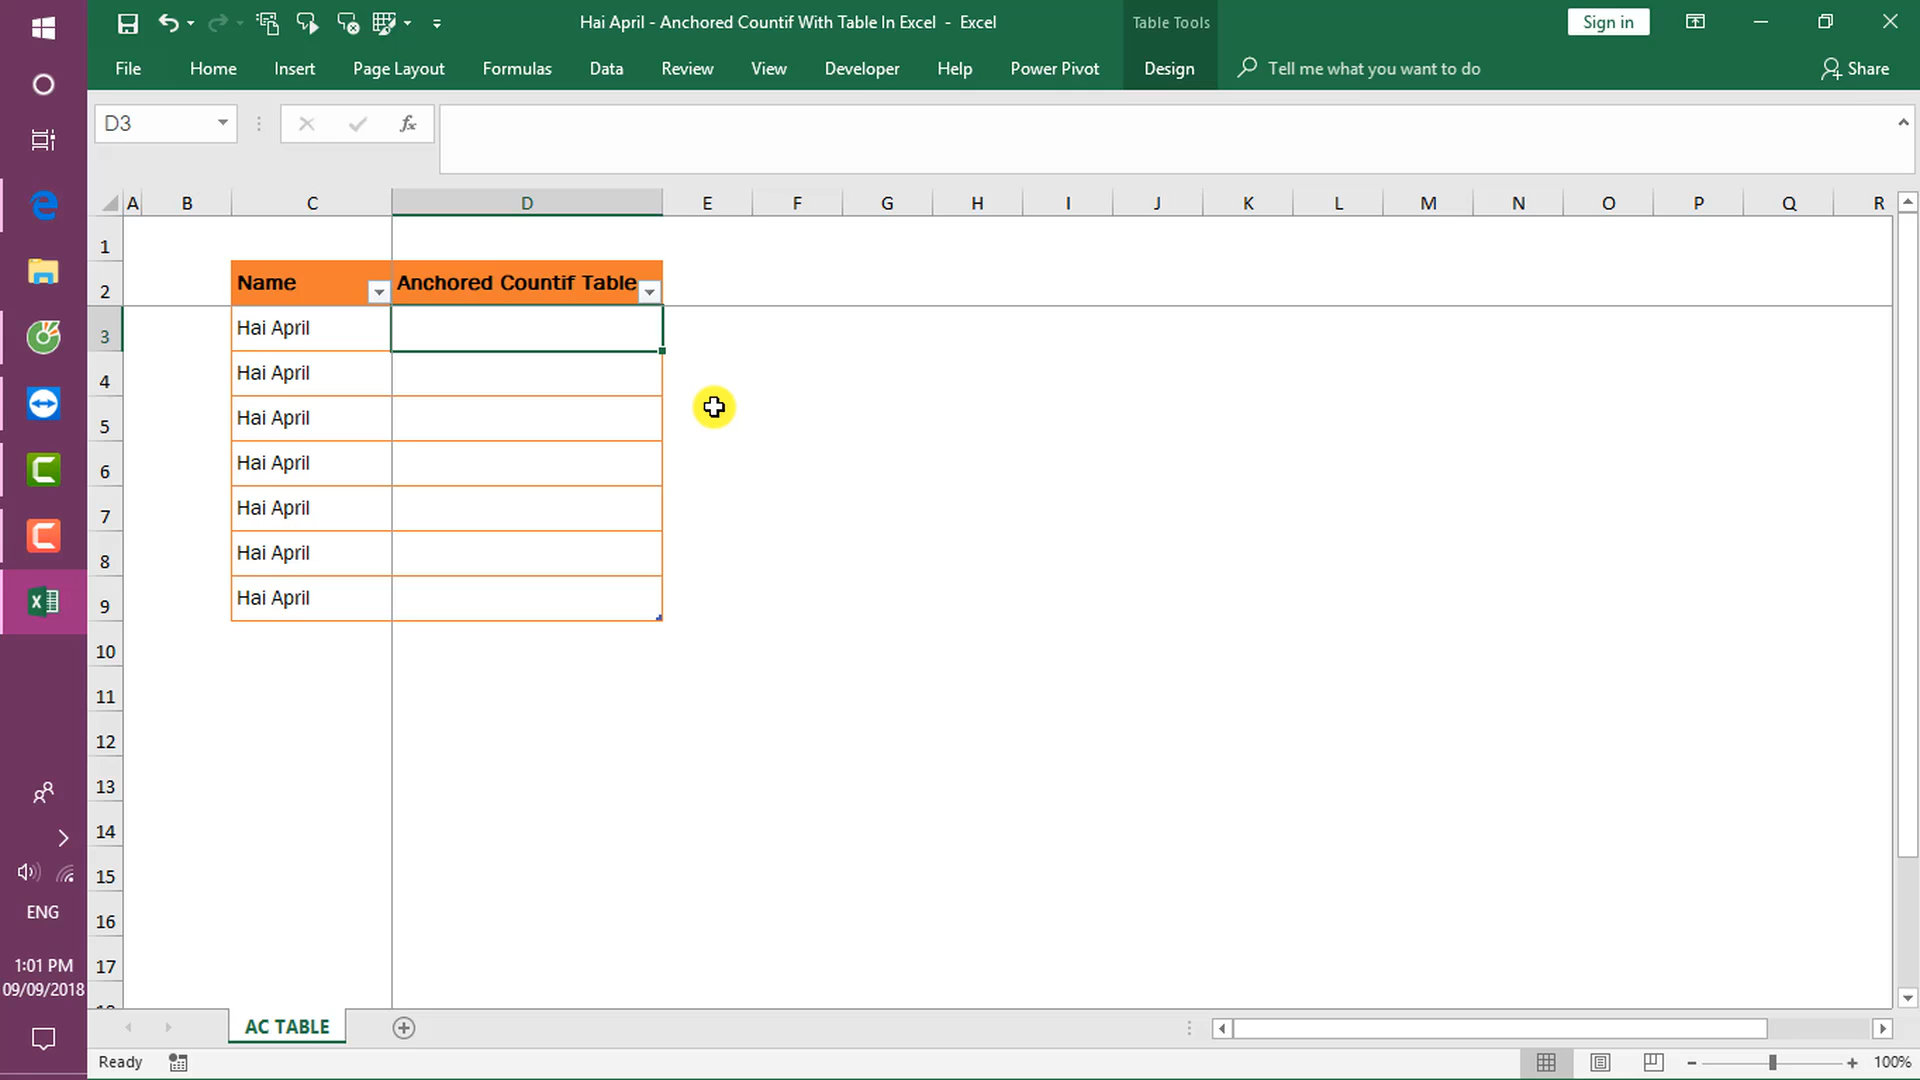 Hai April - Anchored Countif With Table In Excel - Excel
Table Tools
Sign in
File Home Insert Page Layout Formulas Data Review View Developer Help Power Pivot Design Tell me what you want to do Share
D3
fx
A B C D E F G H I J K L M N O P Q R
1
2 Name Anchored Countif Table
3 Hai April
4 Hai April
5 Hai April
6 Hai April
7 Hai April
8 Hai April
9 Hai April
10
11
12
13
14
15
16
17
ENG
1:01 PM
09/09/2018
AC TABLE
Ready
100%